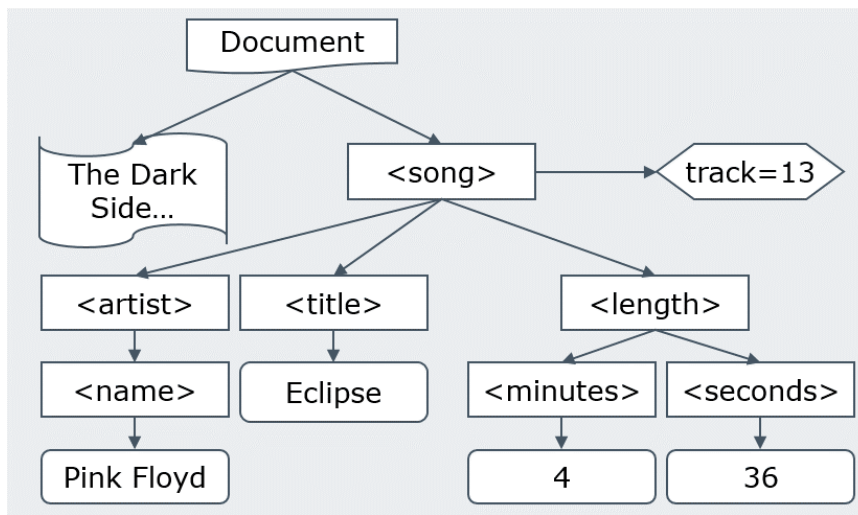 Document
The Dark
Side...
<song>
track=13
<artist>
<title>
<length>
<name>
Eclipse
<minutes>
<seconds>
Pink Floyd
4
36